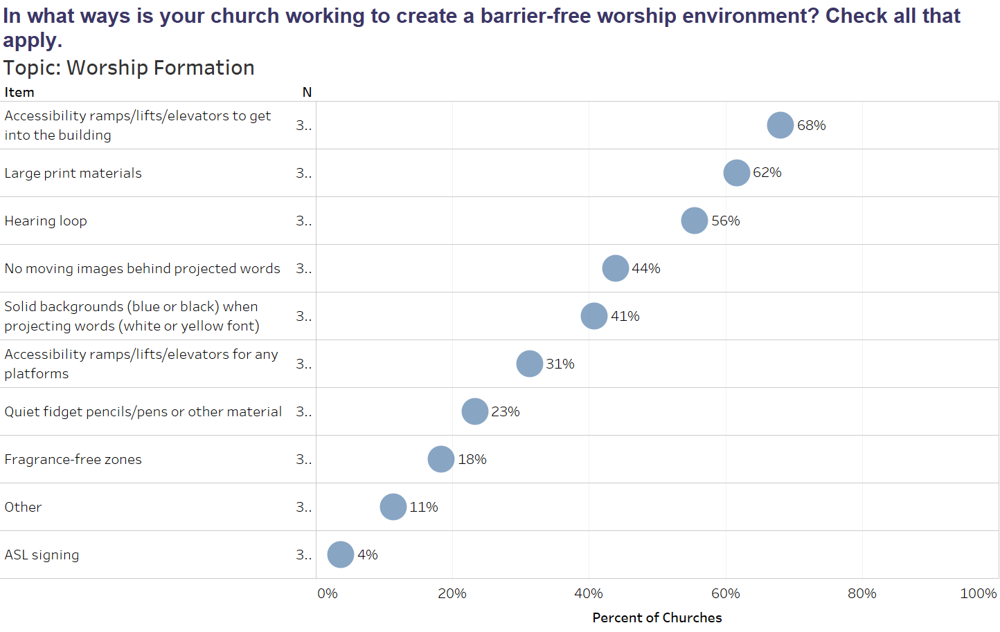 In what ways is your church working to create a barrier-free worship environment? Check all that
apply.
Topic: Worship Formation
Item N
Accessibility ramps/lifts/elevators to get
into the building
3.. 68%
Large print materials 3.. 62%
Hearing loop 3.. 56%
No moving images behind projected words 3.. 44%
Solid backgrounds (blue or black) when
projecting words (white or yellow font)
3.. 41%
Accessibility ramps/lifts/elevators for any
platforms
3.. 31%
Quiet fidget pencils/pens or other material 3.. 23%
Fragrance-free zones 3.. 18%
Other 3.. 11%
ASL signing 3.. 4%
0% 20% 40% 60% 80% 100%
Percent of Churches